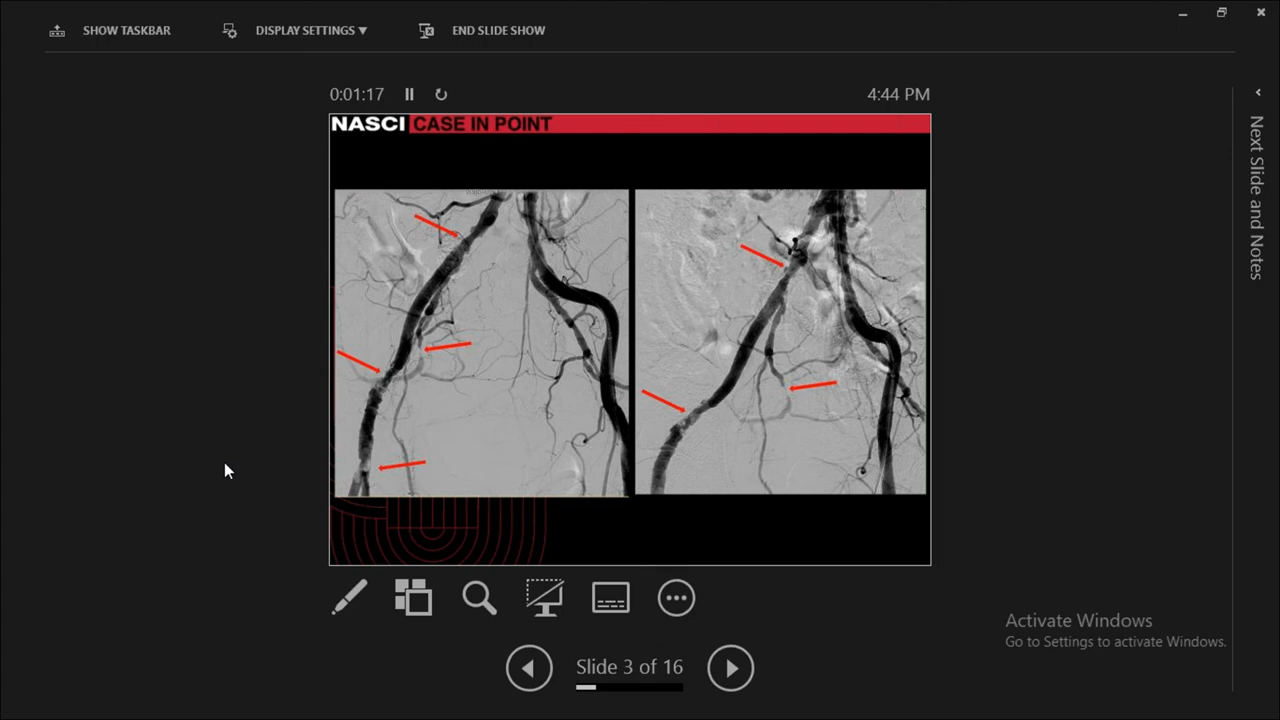 SHOW TASKBAR
DISPLAY SETTINGS ▼
END SLIDE SHOW
0:01:17
4:44 PM
NASCI CASE IN POINT
Next Slide and Notes
Activate Windows
Go to Settings to activate Windows.
Slide 3 of 16